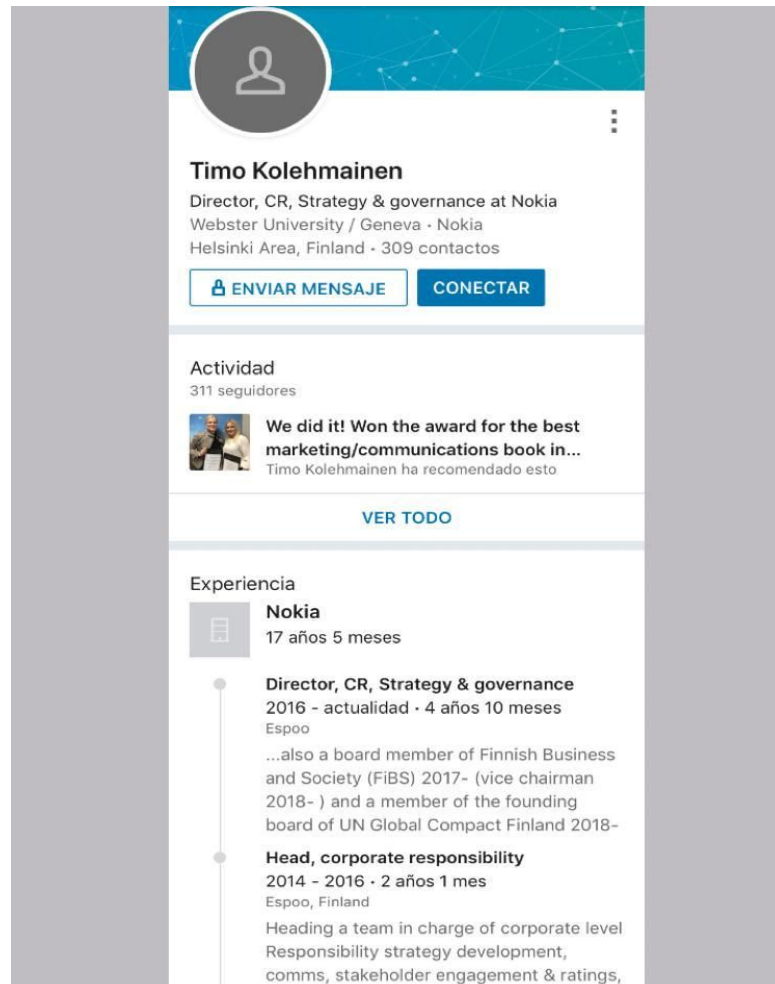 Timo Kolehmainen
Director, CR, Strategy & governance at Nokia
Webster University / Geneva • Nokia
Helsinki Area, Finland • 309 contactos
ENVIAR MENSAJE
CONECTAR
Actividad
311 seguidores
We did it! Won the award for the best
marketing/communications book in...
Timo Kolehmainen ha recomendado esto
VER TODO
Experiencia
Nokia
17 años 5 meses
Director, CR, Strategy & governance
2016 - actualidad • 4 años 10 meses
Espoo
...also a board member of Finnish Business
and Society (FiBS) 2017- (vice chairman
2018- ) and a member of the founding
board of UN Global Compact Finland 2018-
Head, corporate responsibility
2014 - 2016 • 2 años 1 mes
Espoo, Finland
Heading a team in charge of corporate level
Responsibility strategy development,
comms, stakeholder engagement & ratings,